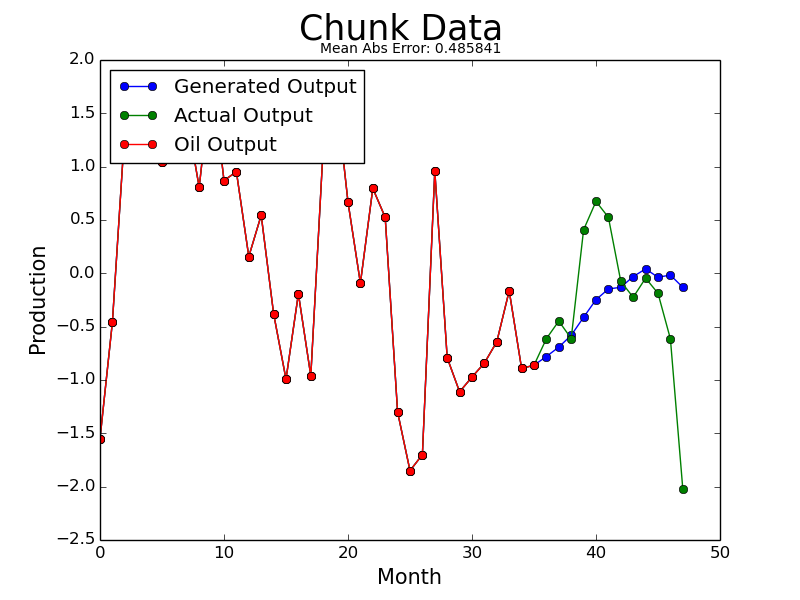 Chunk Data
Mean Abs Error: 0.485841
Generated Output
Actual Output
Oil Output
2.0
1.5
1.0
0.5
0.0
−0.5
−1.0
−1.5
−2.0
−2.5
Production
0 10 20 30 40 50
Month